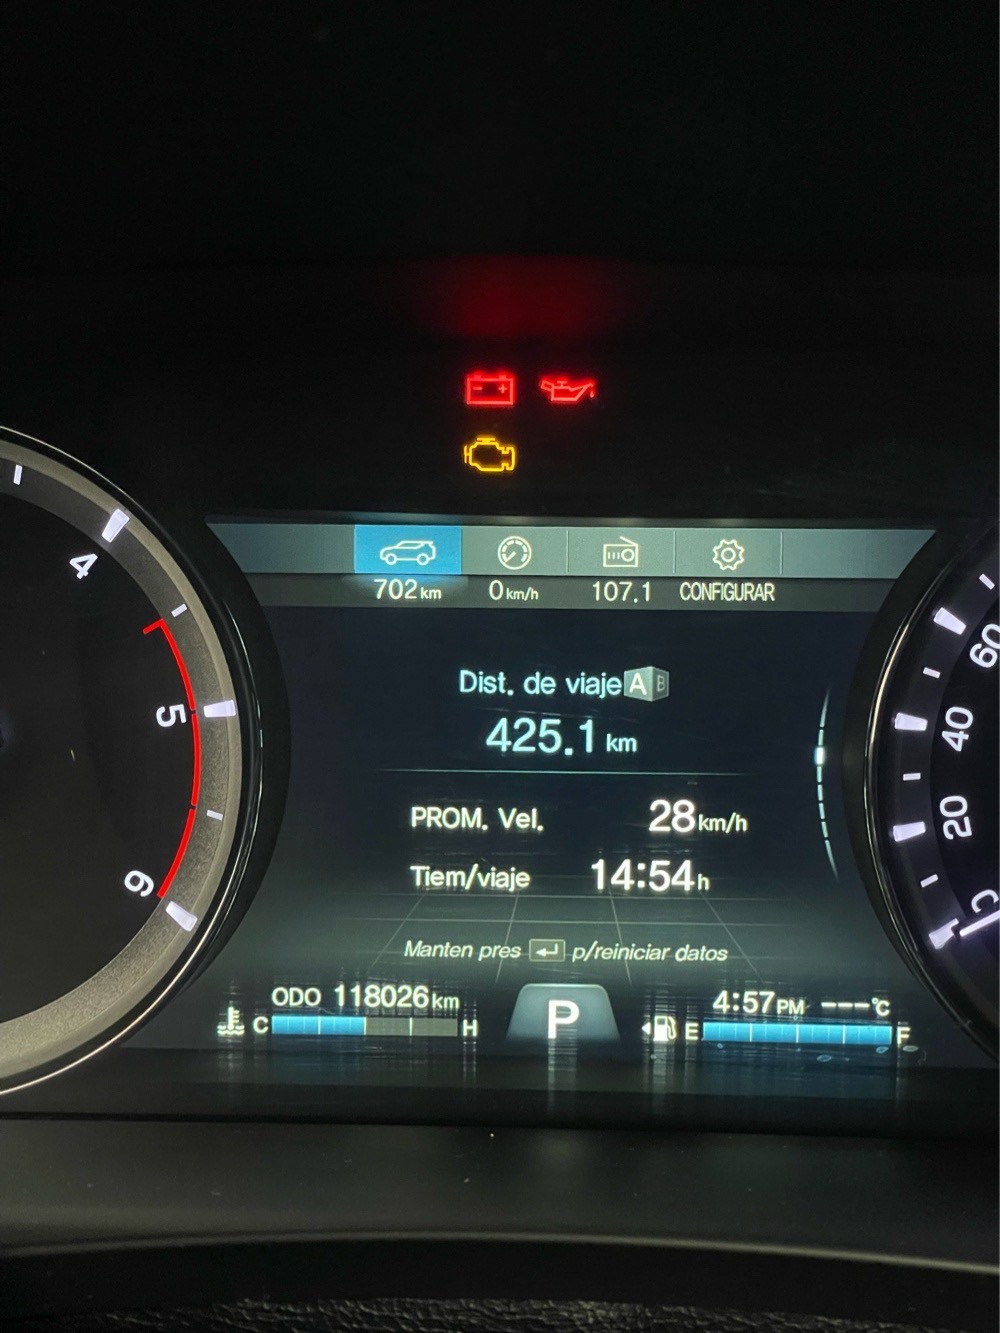 702 km 0 km/h 107.1 CONFIGURAR
Dist. de viaje A B
425.1 km
PROM. Vel. 28 km/h
Tiem/viaje 14:54 h
Manten pres p/reiniciar datos
ODO 118026 km
C H
P
4:57 PM ---°C
E F
4
5
6
60
40
20
0